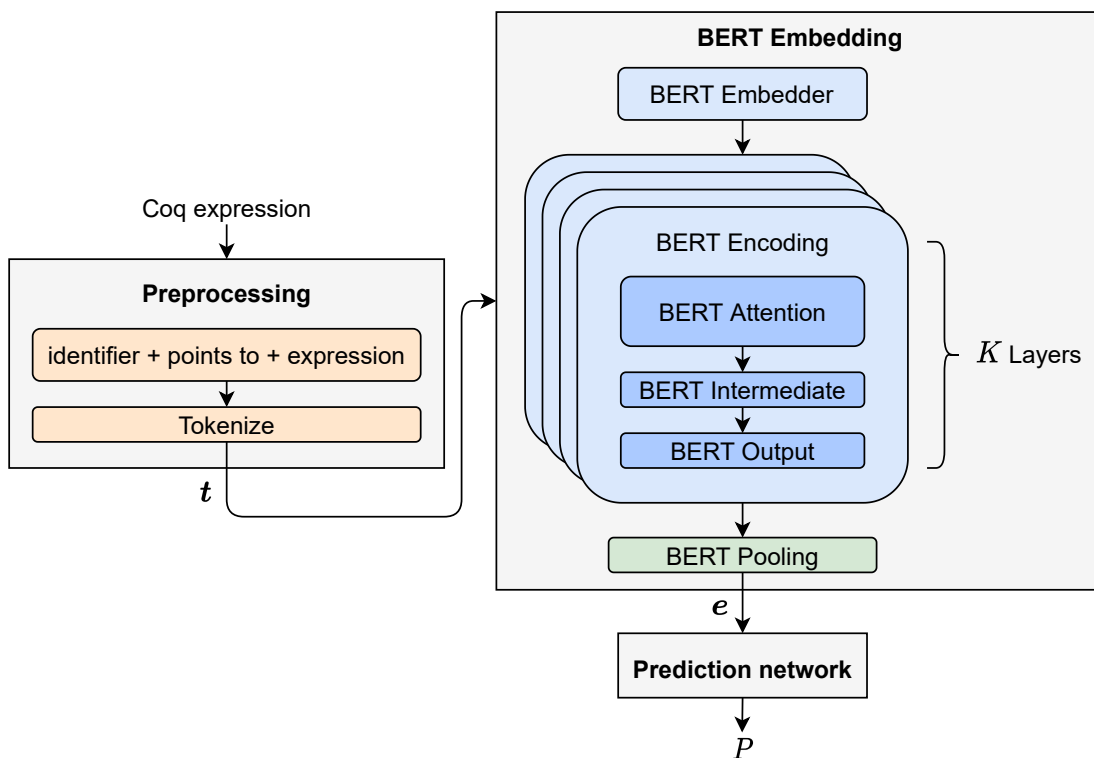 Coq expression
Preprocessing
identifier + points to + expression
Tokenize
t
BERT Embedding
BERT Embedder
BERT Encoding
BERT Attention
BERT Intermediate
BERT Output
K Layers
BERT Pooling
e
Prediction network
P